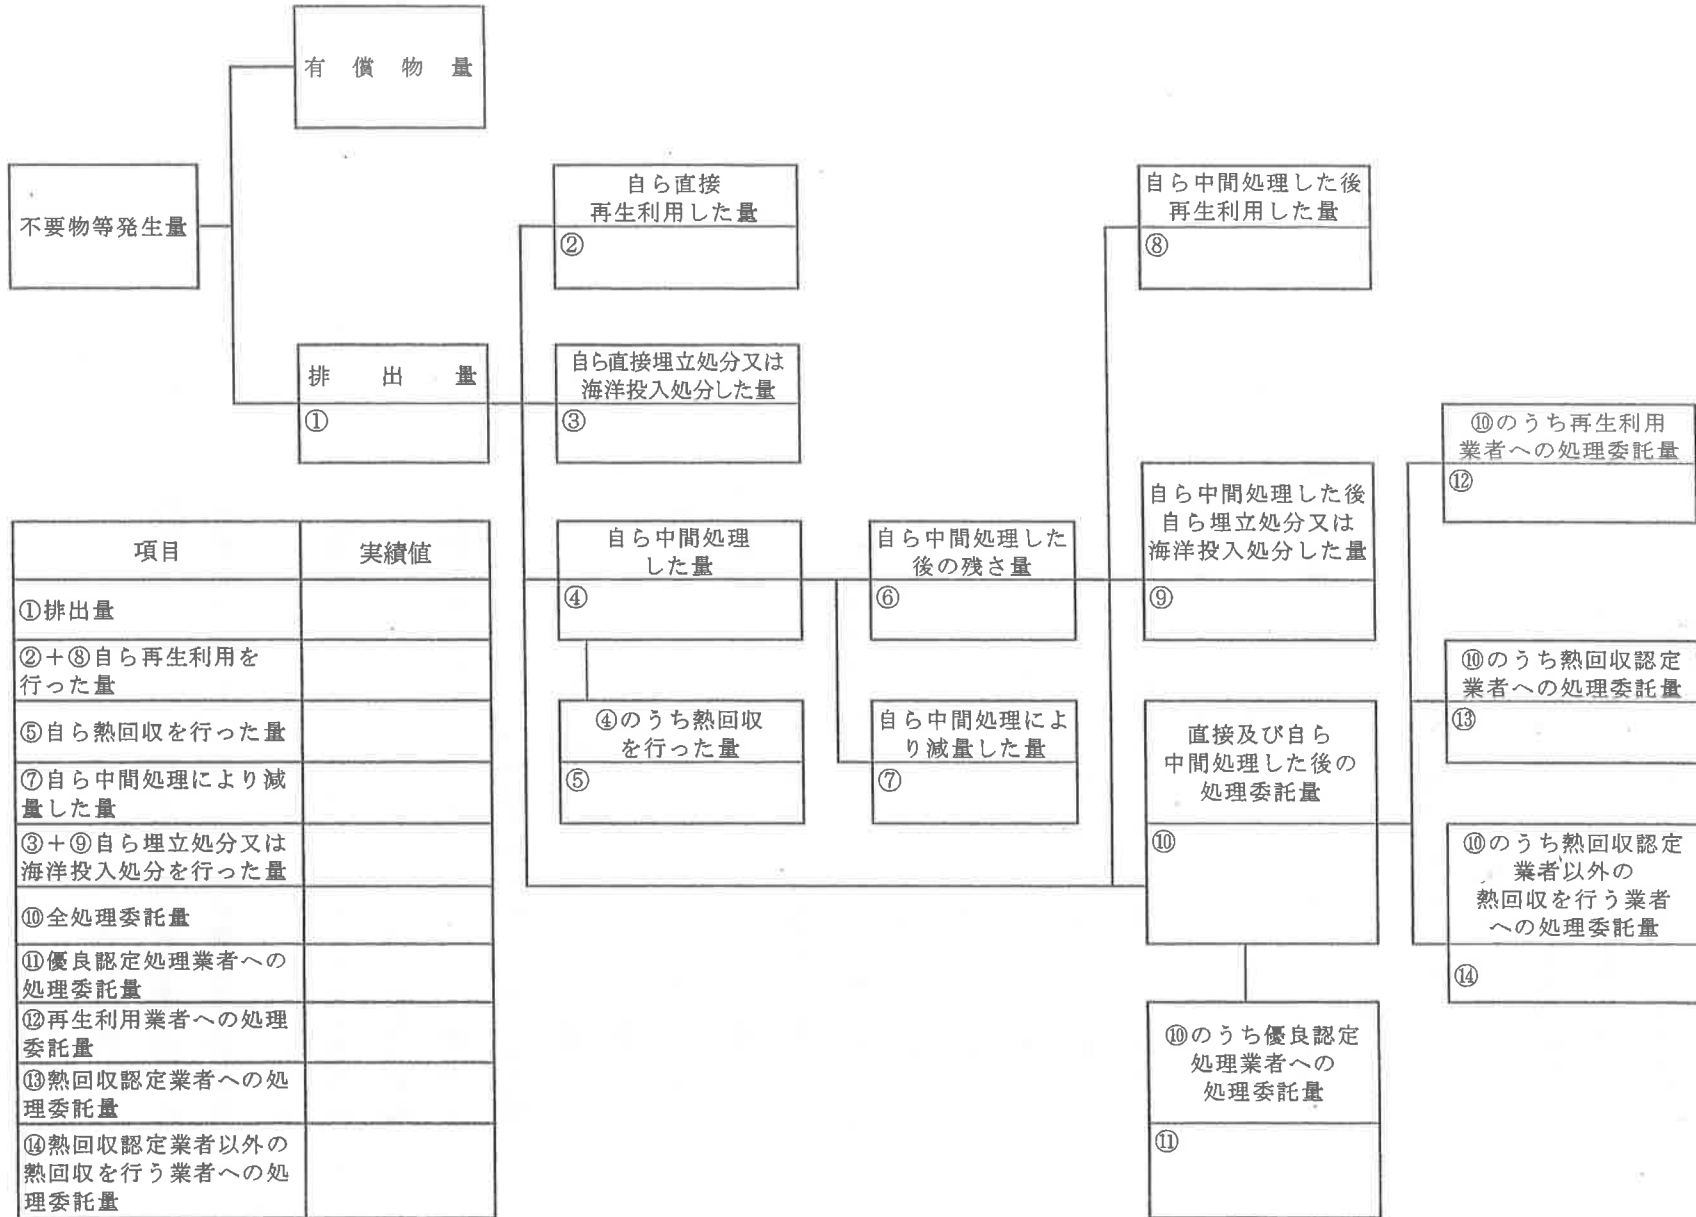 有償物量
不要物等発生量
排出量
①
自ら直接
再生利用した量
②
自ら直接埋立処分又は
海洋投入処分した量
③
自ら中間処理
した量
④
④のうち熱回収
を行った量
⑤
自ら中間処理した
後の残さ量
⑥
自ら中間処理によ
り減量した量
⑦
自ら中間処理した後
再生利用した量
⑧
自ら中間処理した後
自ら埋立処分又は
海洋投入処分した量
⑨
直接及び自ら
中間処理した後の
処理委託量
⑩
⑩のうち優良認定
処理業者への
処理委託量
⑪
⑩のうち再生利用
業者への処理委託量
⑫
⑩のうち熱回収認定
業者への処理委託量
⑬
⑩のうち熱回収認定
業者以外の
熱回収を行う業者
への処理委託量
⑭
項目
実績値
①排出量
②+⑧自ら再生利用を
行った量
⑤自ら熱回収を行った量
⑦自ら中間処理により減
量した量
③+⑨自ら埋立処分又は
海洋投入処分を行った量
⑩全処理委託量
⑪優良認定処理業者への
処理委託量
⑫再生利用業者への処理
委託量
⑬熱回収認定業者への処
理委託量
⑭熱回収認定業者以外の
熱回収を行う業者への処
理委託量